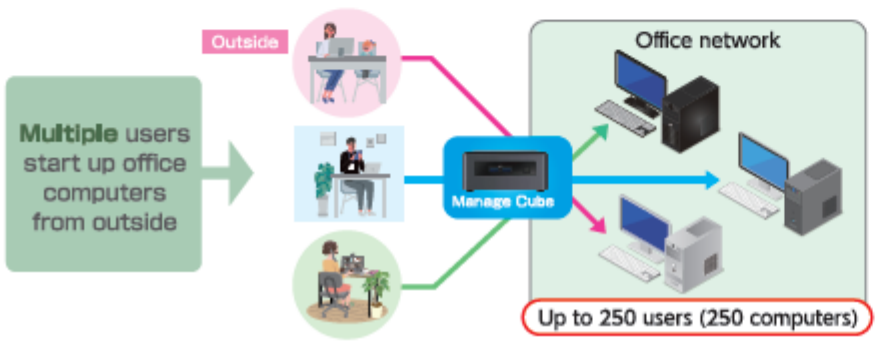 Multiple users
start up office
computers
from outside
Outside
Manage Cube
Office network
Up to 250 users (250 computers)